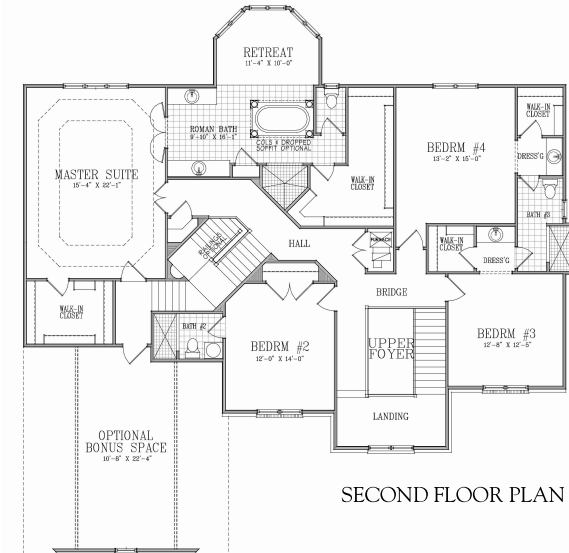 RETREAT
11'-4" X 10'-0"
ROMAN BATH
9'-10" X 16'-1"
COLS & DROPPED
SOFFIT OPTIONAL
MASTER SUITE
15'-4" X 22'-1"
WALK-IN
CLOSET
BEDRM #4
13'-2" X 15'-0"
WALK-IN
CLOSET
DRESS'G
BATH #3
RAILINGS
OPTIONAL
HALL
FURNACE
WALK-IN
CLOSET
DRESS'G
WALK-IN
CLOSET
BATH #2
BRIDGE
BEDRM #2
12'-0" X 14'-0"
UPPER
FOYER
BEDRM #3
12'-8" X 12'-5"
LANDING
OPTIONAL
BONUS SPACE
10'-8" X 22'-4"
SECOND FLOOR PLAN